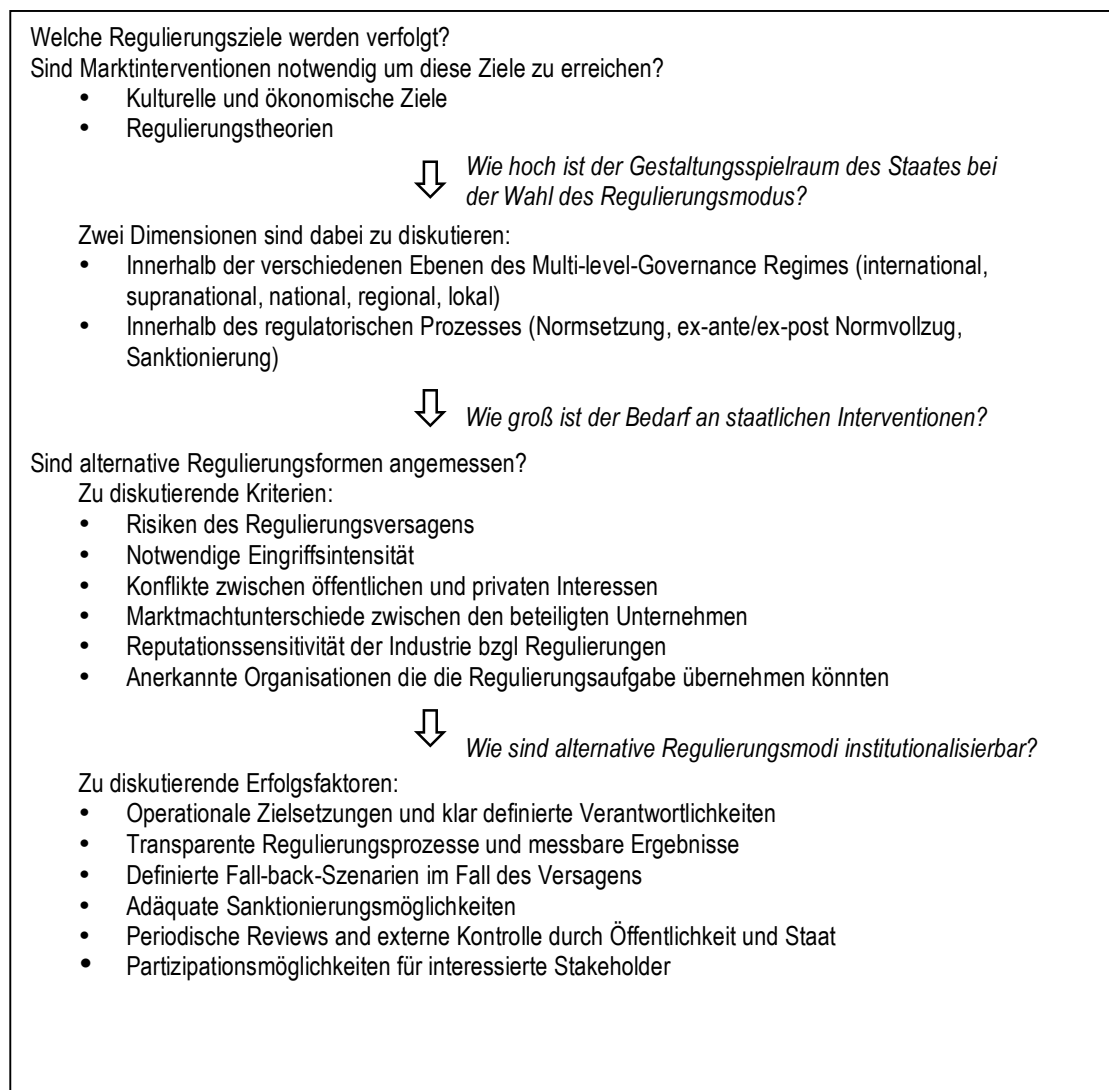 Welche Regulierungsziele werden verfolgt?
Sind Marktinterventionen notwendig um diese Ziele zu erreichen?
• Kulturelle und ökonomische Ziele
• Regulierungstheorien
Wie hoch ist der Gestaltungsspielraum des Staates bei
der Wahl des Regulierungsmodus?
Zwei Dimensionen sind dabei zu diskutieren:
• Innerhalb der verschiedenen Ebenen des Multi-level-Governance Regimes (international,
supranational, national, regional, lokal)
• Innerhalb des regulatorischen Prozesses (Normsetzung, ex-ante/ex-post Normvollzug,
Sanktionierung)
Wie groß ist der Bedarf an staatlichen Interventionen?
Sind alternative Regulierungsformen angemessen?
Zu diskutierende Kriterien:
• Risiken des Regulierungsversagens
• Notwendige Eingriffsintensität
• Konflikte zwischen öffentlichen und privaten Interessen
• Marktmachtunterschiede zwischen den beteiligten Unternehmen
• Reputationssensitivität der Industrie bzgl Regulierungen
• Anerkannte Organisationen die die Regulierungsaufgabe übernehmen könnten
Wie sind alternative Regulierungsmodi institutionalisierbar?
Zu diskutierende Erfolgsfaktoren:
• Operationale Zielsetzungen und klar definierte Verantwortlichkeiten
• Transparente Regulierungsprozesse und messbare Ergebnisse
• Definierte Fall-back-Szenarien im Fall des Versagens
• Adäquate Sanktionierungsmöglichkeiten
• Periodische Reviews and externe Kontrolle durch Öffentlichkeit und Staat
• Partizipationsmöglichkeiten für interessierte Stakeholder